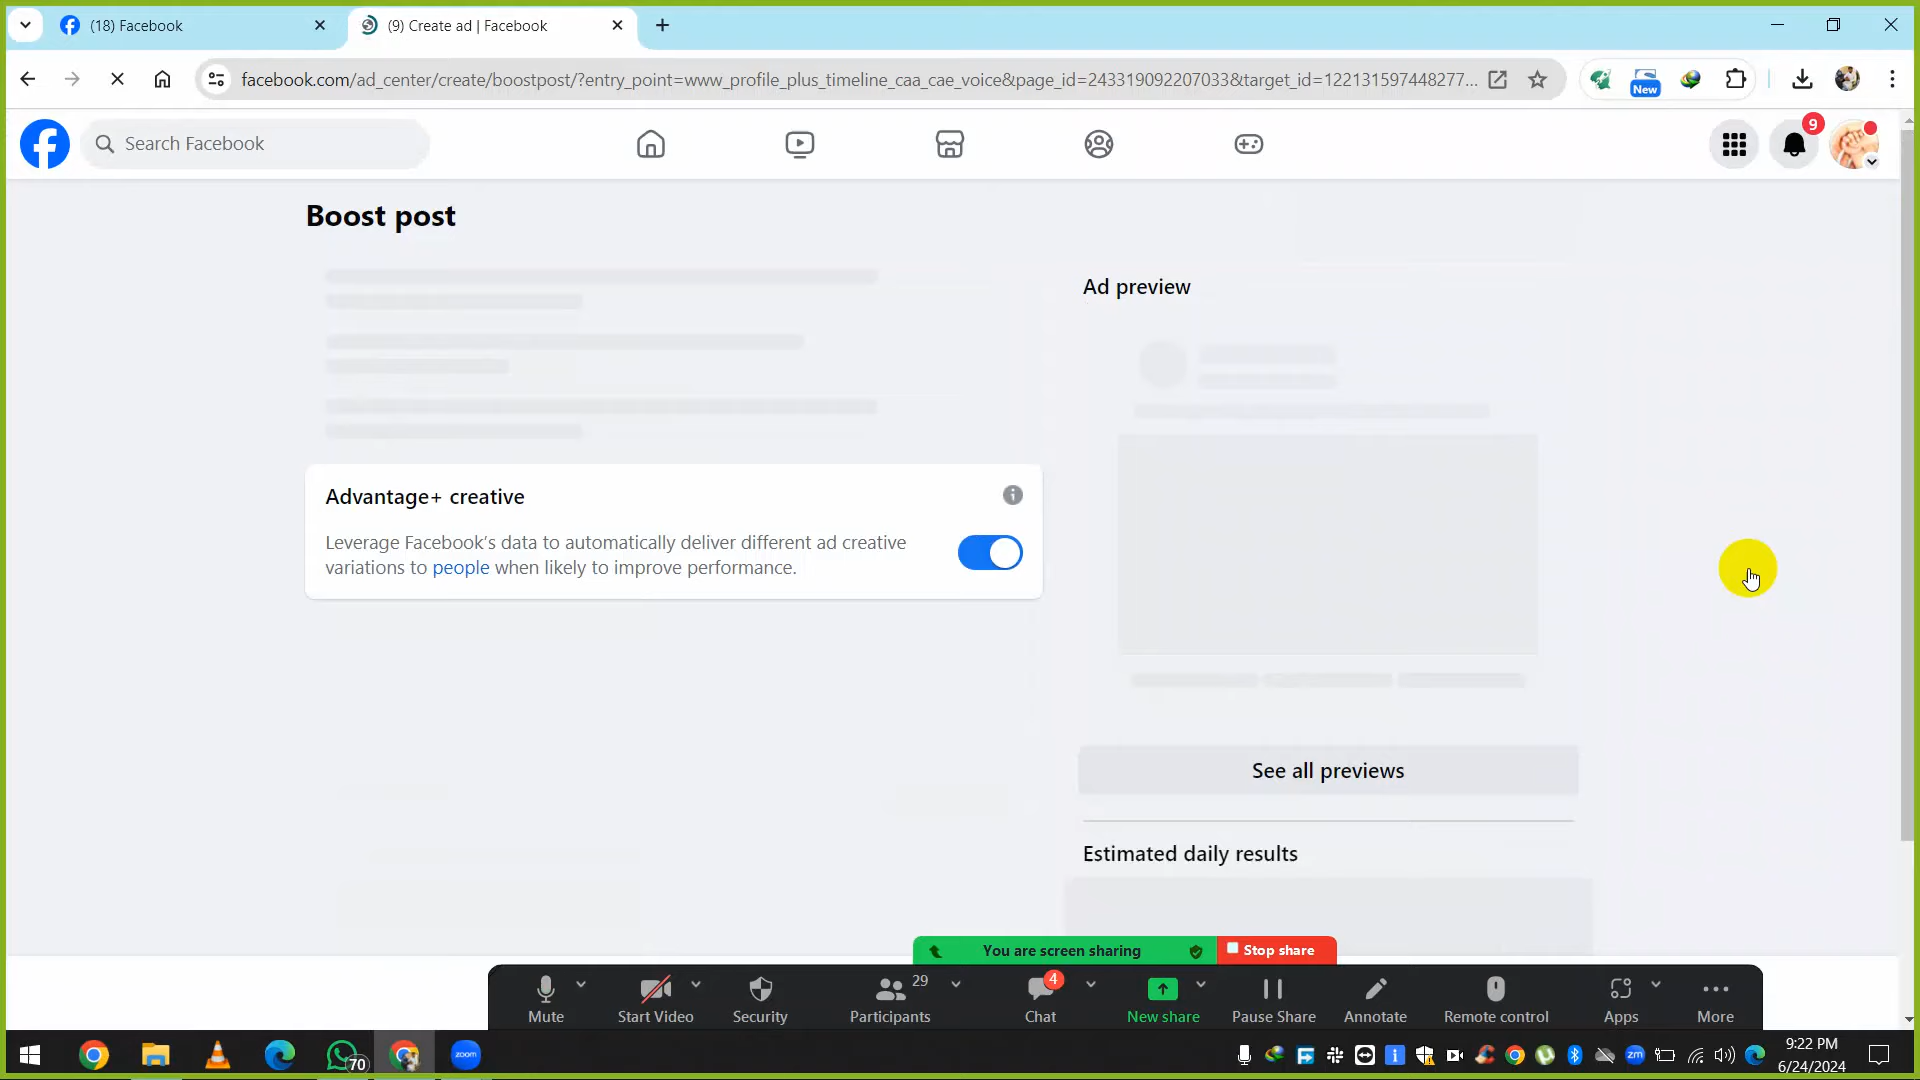 (18) Facebook
(9) Create ad | Facebook
facebook.com/ad_center/create/boostpost/?entry_point=www_profile_plus_timeline_caa_cae_voice&page_id=243319092207033&target_id=122131597448277...
New
Search Facebook
9
Boost post
Ad preview
Advantage+ creative
Leverage Facebook's data to automatically deliver different ad creative
variations to people when likely to improve performance.
See all previews
Estimated daily results
You are screen sharing
Stop share
29
4
Mute
Start Video
Security
Participants
Chat
New share
Pause Share
Annotate
Remote control
Apps
More
70
zoom
zm
9:22 PM
6/24/2024